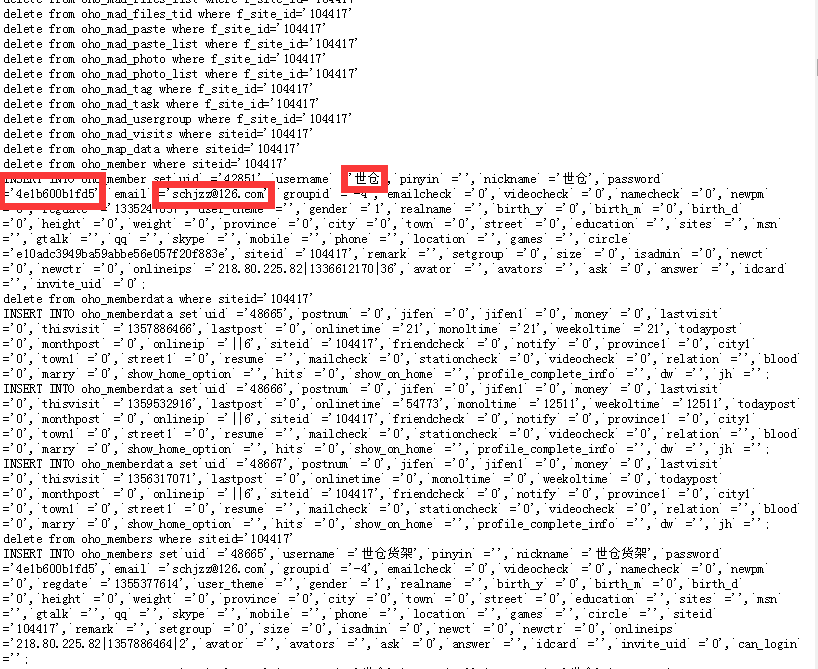 delete from oho_mad_files_list where f_site_id='104417'
delete from oho_mad_files_tid where f_site_id='104417'
delete from oho_mad_paste where f_site_id='104417'
delete from oho_mad_paste_list where f_site_id='104417'
delete from oho_mad_photo where f_site_id='104417'
delete from oho_mad_photo_list where f_site_id='104417'
delete from oho_mad_tag where f_site_id='104417'
delete from oho_mad_task where f_site_id='104417'
delete from oho_mad_usergroup where f_site_id='104417'
delete from oho_mad_visits where siteid='104417'
delete from oho_map_data where siteid='104417'
delete from oho_member where siteid='104417'
INSERT INTO oho_member set`uid` ='42851',`username` ='世仓',`pinyin` ='',`nickname` ='世仓',`password`
='4e1b600b1fd5',`email` ='schjzz@126.com',`groupid` ='-4',`emailcheck` ='0',`videocheck` ='0',`namecheck` ='0',`newpm`
='0',`regdate` ='1335247037',`user_theme` ='',`gender` ='1',`realname` ='',`birth_y` ='0',`birth_m` ='0',`birth_d`
='0',`height` ='0',`weight` ='0',`province` ='0',`city` ='0',`town` ='0',`street` ='0',`education` ='',`sites` ='',`msn`
='',`gtalk` ='',`qq` ='',`skype` ='',`mobile` ='',`phone` ='',`location` ='',`games` ='',`circle`
='e10adc3949ba59abbe56e057f20f883e',`siteid` ='104417',`remark` ='',`setgroup` ='0',`size` ='0',`isadmin` ='0',`newct`
='0',`newctr` ='0',`onlineips` ='218.80.225.82|1336612170|36',`avator` ='',`avators` ='',`ask` ='0',`answer` ='',`idcard`
='',`invite_uid` ='0';
delete from oho_memberdata where siteid='104417'
INSERT INTO oho_memberdata set`uid` ='48665',`postnum` ='0',`jifen` ='0',`jifen1` ='0',`money` ='0',`lastvisit`
='0',`thisvisit` ='1357886466',`lastpost` ='0',`onlinetime` ='21',`monoltime` ='21',`weekoltime` ='21',`todaypost`
='0',`monthpost` ='0',`onlineip` ='||6',`siteid` ='104417',`friendcheck` ='0',`notify` ='0',`province1` ='0',`city1`
='0',`town1` ='0',`street1` ='0',`resume` ='',`mailcheck` ='0',`stationcheck` ='0',`videocheck` ='0',`relation` ='',`blood`
='0',`marry` ='0',`show_home_option` ='',`hits` ='0',`show_on_home` ='',`profile_complete_info` ='',`dw` ='',`jh` ='';
INSERT INTO oho_memberdata set`uid` ='48666',`postnum` ='0',`jifen` ='0',`jifen1` ='0',`money` ='0',`lastvisit`
='0',`thisvisit` ='1359532916',`lastpost` ='0',`onlinetime` ='54773',`monoltime` ='12511',`weekoltime` ='12511',`todaypost`
='0',`monthpost` ='0',`onlineip` ='||6',`siteid` ='104417',`friendcheck` ='0',`notify` ='0',`province1` ='0',`city1`
='0',`town1` ='0',`street1` ='0',`resume` ='',`mailcheck` ='0',`stationcheck` ='0',`videocheck` ='0',`relation` ='',`blood`
='0',`marry` ='0',`show_home_option` ='',`hits` ='0',`show_on_home` ='',`profile_complete_info` ='',`dw` ='',`jh` ='';
INSERT INTO oho_memberdata set`uid` ='48667',`postnum` ='0',`jifen` ='0',`jifen1` ='0',`money` ='0',`lastvisit`
='0',`thisvisit` ='1356317071',`lastpost` ='0',`onlinetime` ='0',`monoltime` ='0',`weekoltime` ='0',`todaypost`
='0',`monthpost` ='0',`onlineip` ='||6',`siteid` ='104417',`friendcheck` ='0',`notify` ='0',`province1` ='0',`city1`
='0',`town1` ='0',`street1` ='0',`resume` ='',`mailcheck` ='0',`stationcheck` ='0',`videocheck` ='0',`relation` ='',`blood`
='0',`marry` ='0',`show_home_option` ='',`hits` ='0',`show_on_home` ='',`profile_complete_info` ='',`dw` ='',`jh` ='';
delete from oho_members where siteid='104417'
INSERT INTO oho_members set`uid` ='48665',`username` ='世仓货架',`pinyin` ='',`nickname` ='世仓货架',`password`
='4e1b600b1fd5',`email` ='schjzz@126.com',`groupid` ='-4',`emailcheck` ='0',`videocheck` ='0',`namecheck` ='0',`newpm`
='0',`regdate` ='1355377614',`user_theme` ='',`gender` ='1',`realname` ='',`birth_y` ='0',`birth_m` ='0',`birth_d`
='0',`height` ='0',`weight` ='0',`province` ='0',`city` ='0',`town` ='0',`street` ='0',`education` ='',`sites` ='',`msn`
='',`gtalk` ='',`qq` ='',`skype` ='',`mobile` ='',`phone` ='',`location` ='',`games` ='',`circle` ='',`siteid`
='104417',`remark` ='',`setgroup` ='0',`size` ='0',`isadmin` ='0',`newct` ='0',`newctr` ='0',`onlineips`
='218.80.225.82|1357886464|2',`avator` ='',`avators` ='',`ask` ='0',`answer` ='',`idcard` ='',`invite_uid` ='0',`can_login`
='';